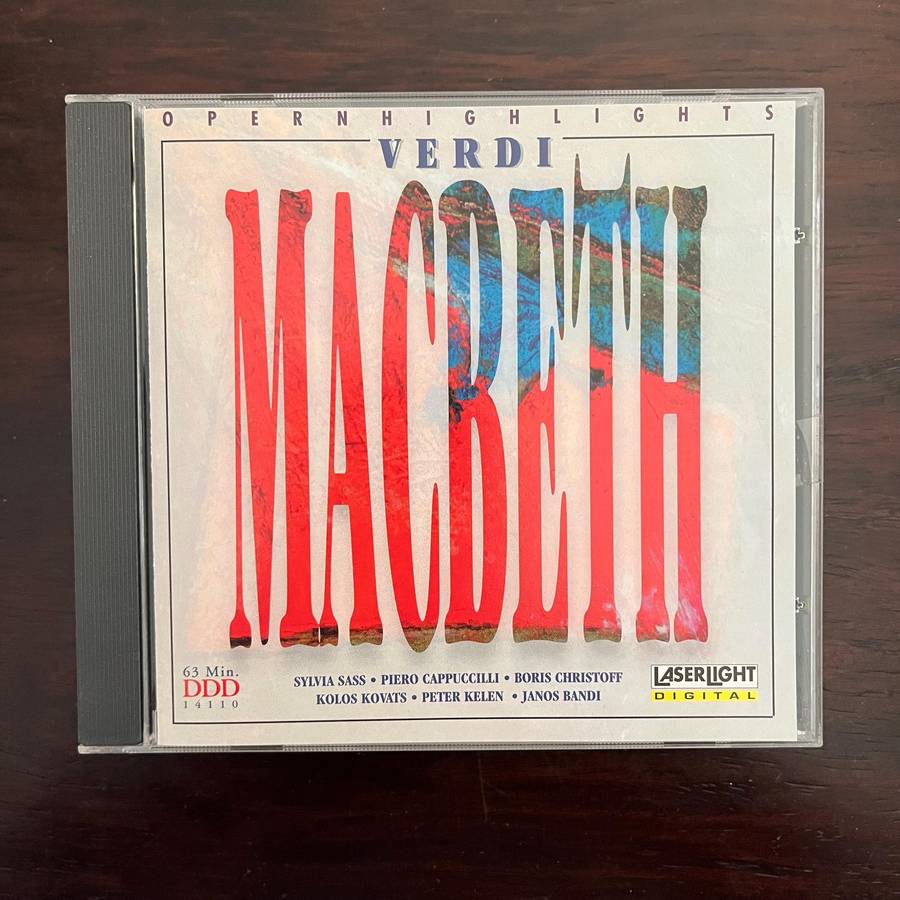 OPERNHIGHLIGHTS
VERDI
MACBETH
63 Min.
DDD
14110
SYLVIA SASS • PIERO CAPPUCCILLI • BORIS CHRISTOFF
KOLOS KOVATS • PETER KELEN • JANOS BANDI
LASERLIGHT
DIGITAL